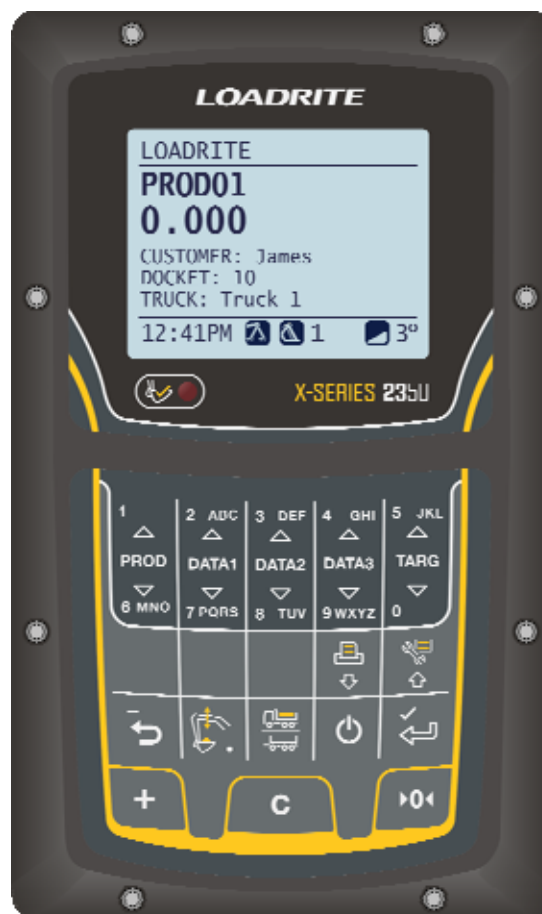 LOADRITE
LOADRITE
PROD01
0.000
CUSTOMER: James
DOCKET: 10
TRUCK: Truck 1
12:41PM 1 3°
X-SERIES 2350
1 2 ABC 3 DEF 4 GHI 5 JKL
PROD DATA1 DATA2 DATA3 TARG
6 MNO 7 PQRS 8 TUV 9 WXYZ 0
+ C 0